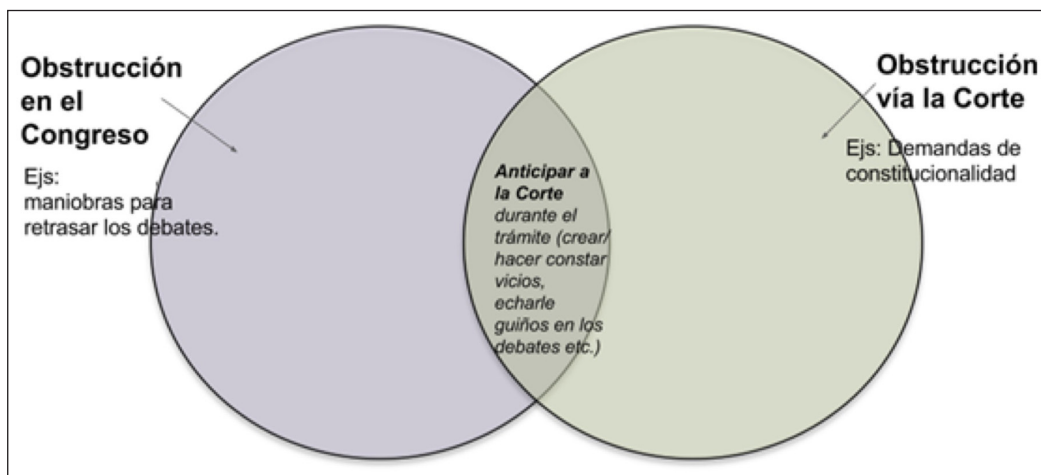 Obstrucción
en el
Congreso
Ejs:
maniobras para
retrasar los debates.
Anticipar a
la Corte
durante el
trámite (crear/
hacer constar
vicios,
echarle
guiños en los
debates etc.)
Obstrucción
vía la Corte
Ejs: Demandas de
constitucionalidad